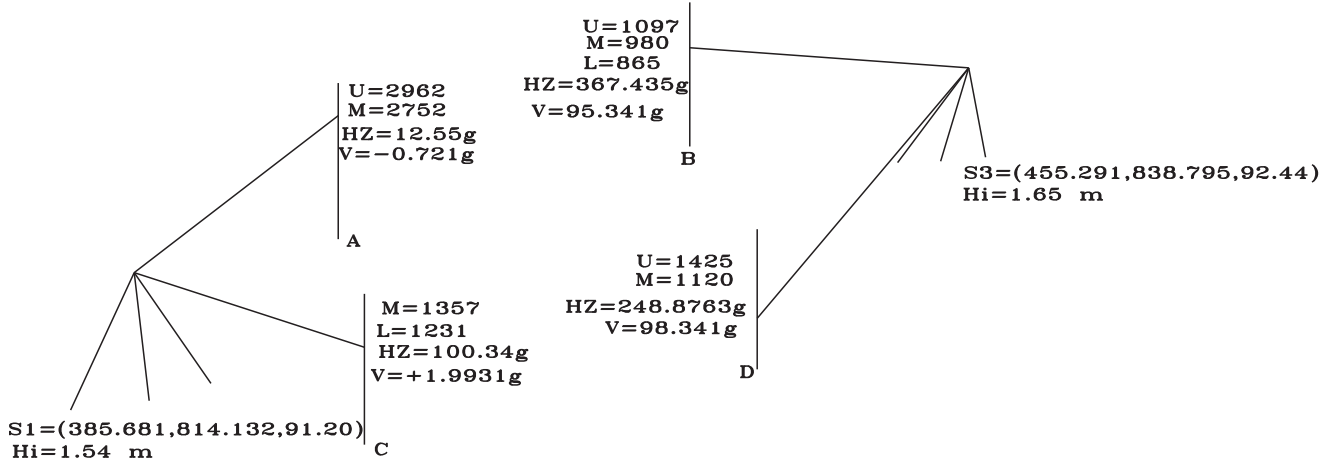 U=2962
M=2752
HZ=12.55g
V=−0.721g
A
M=1357
L=1231
HZ=100.34g
V=+1.9931g
C
S1=(385.681,814.132,91.20)
Hi=1.54 m
U=1097
M=980
L=865
HZ=367.435g
V=95.341g
B
S3=(455.291,838.795,92.44)
Hi=1.65 m
U=1425
M=1120
HZ=248.8763g
V=98.341g
D